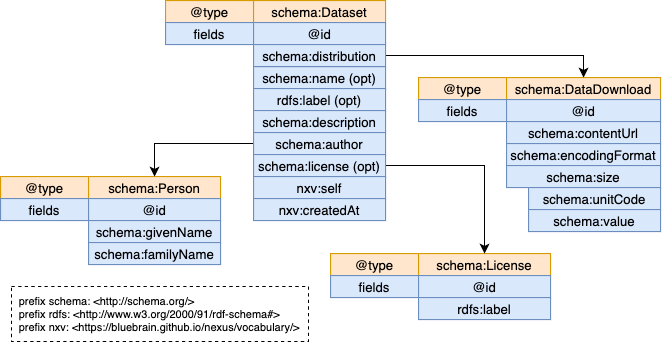 @type schema:Dataset
fields @id
schema:distribution
schema:name (opt)
rdfs:label (opt)
schema:description
schema:author
schema:license (opt)
nxv:self
nxv:createdAt
@type schema:DataDownload
fields @id
schema:contentUrl
schema:encodingFormat
schema:size
schema:unitCode
schema:value
@type schema:Person
fields @id
schema:givenName
schema:familyName
@type schema:License
fields @id
rdfs:label
prefix schema: <http://schema.org/>
prefix rdfs: <http://www.w3.org/2000/91/rdf-schema#>
prefix nxv: <https://bluebrain.github.io/nexus/vocabulary/>